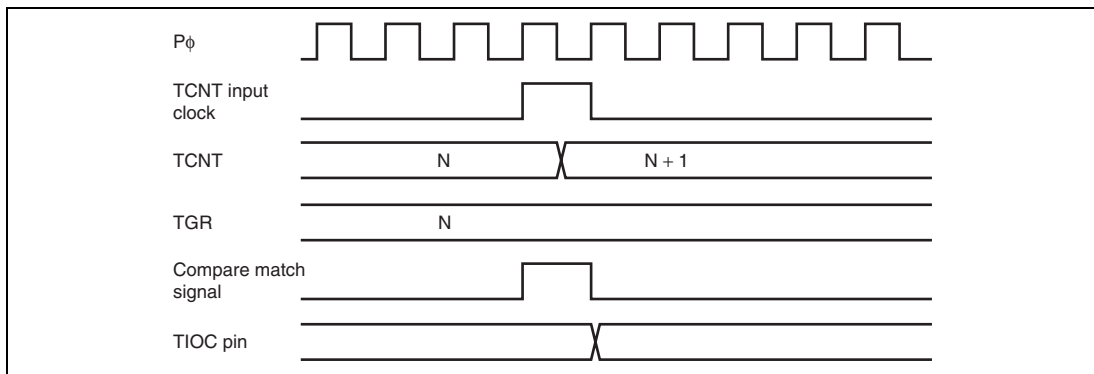 Pϕ
TCNT input
clock
TCNT
N
N + 1
TGR
N
Compare match
signal
TIOC pin